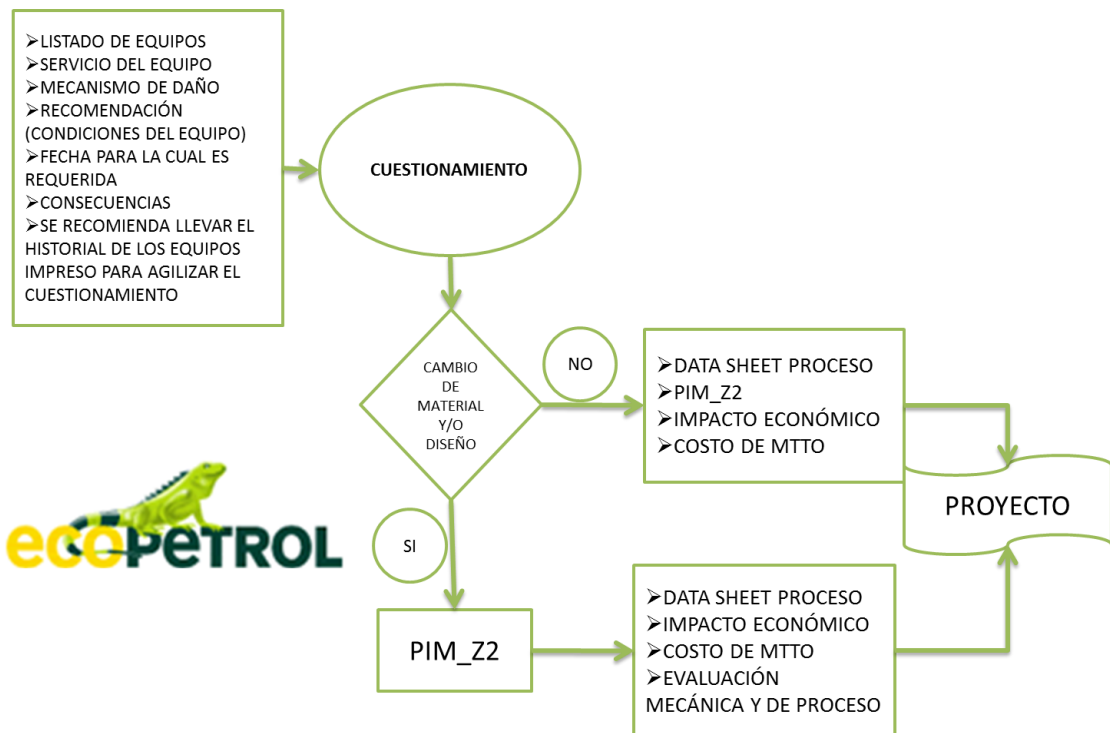 ➢LISTADO DE EQUIPOS
➢SERVICIO DEL EQUIPO
➢MECANISMO DE DAÑO
➢RECOMENDACIÓN
(CONDICIONES DEL EQUIPO)
➢FECHA PARA LA CUAL ES
REQUERIDA
➢CONSECUENCIAS
➢SE RECOMIENDA LLEVAR EL
HISTORIAL DE LOS EQUIPOS
IMPRESO PARA AGILIZAR EL
CUESTIONAMIENTO
CUESTIONAMIENTO
CAMBIO
DE
MATERIAL
Y/O
DISEÑO
NO
➢DATA SHEET PROCESO
➢PIM_Z2
➢IMPACTO ECONÓMICO
➢COSTO DE MTTO
PROYECTO
ecoPeTROL
SI
PIM_Z2
➢DATA SHEET PROCESO
➢IMPACTO ECONÓMICO
➢COSTO DE MTTO
➢EVALUACIÓN
MECÁNICA Y DE PROCESO